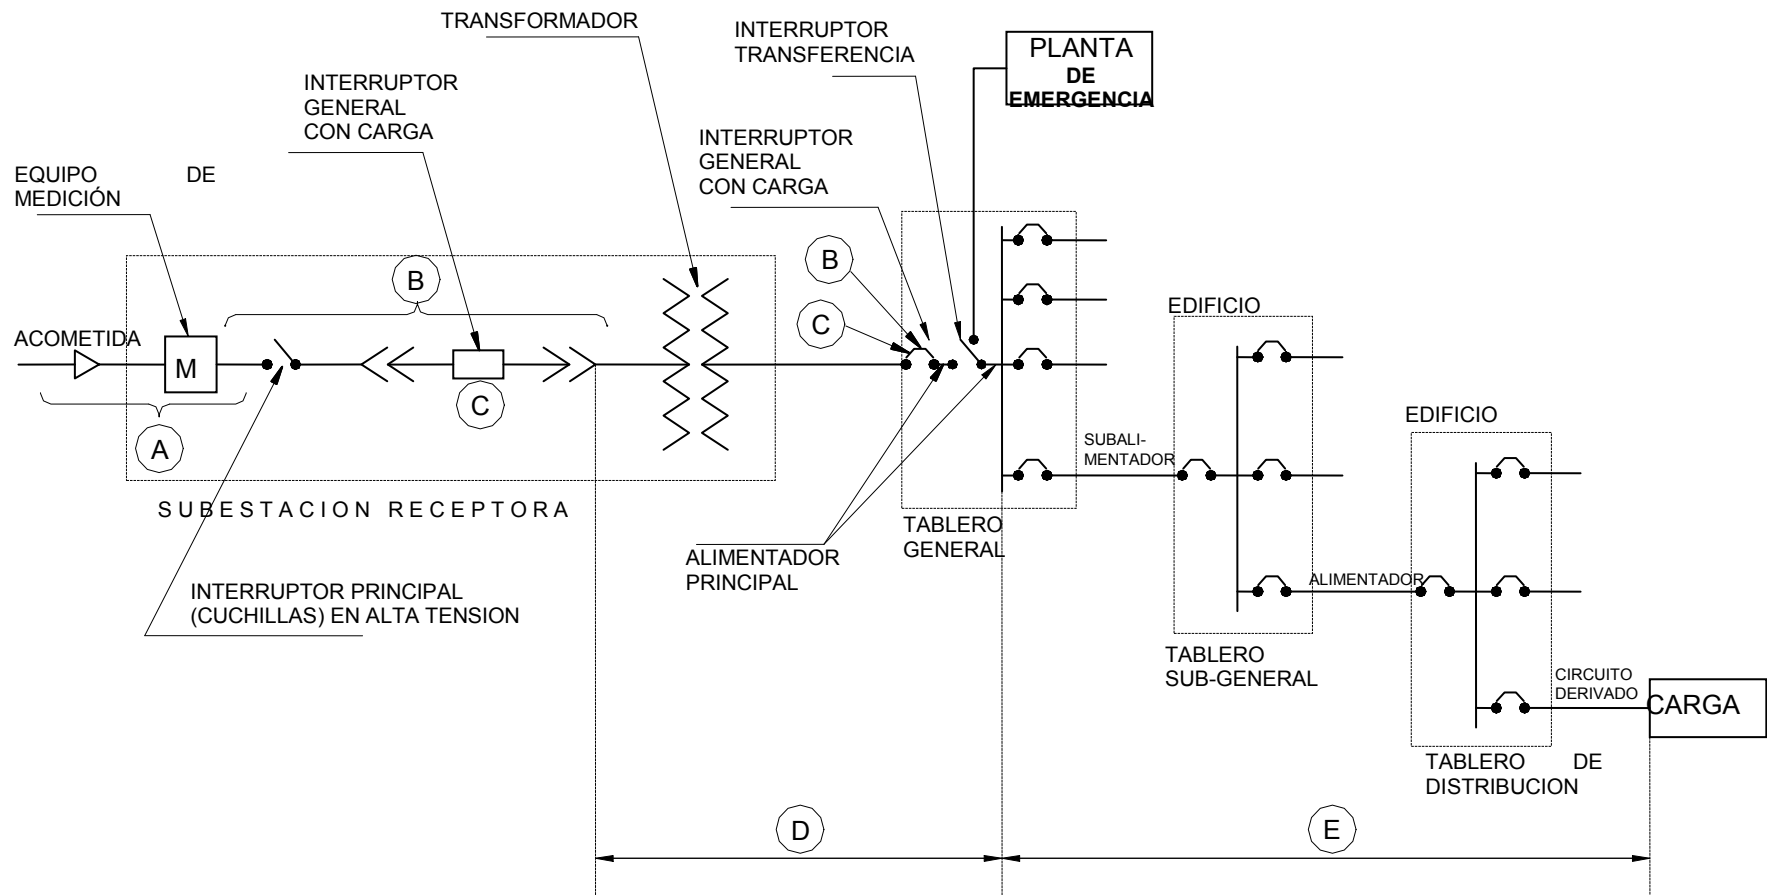 TRANSFORMADOR
INTERRUPTOR
TRANSFERENCIA
PLANTA
DE
EMERGENCIA
INTERRUPTOR
GENERAL
CON CARGA
INTERRUPTOR
GENERAL
CON CARGA
EQUIPO DE
MEDICIÓN
B
B
C
ACOMETIDA
M
C
A
EDIFICIO
EDIFICIO
SUBALI-
MENTADOR
SUBESTACION RECEPTORA
TABLERO
GENERAL
ALIMENTADOR
PRINCIPAL
INTERRUPTOR PRINCIPAL
(CUCHILLAS) EN ALTA TENSION
ALIMENTADOR
TABLERO
SUB-GENERAL
CIRCUITO
DERIVADO
CARGA
TABLERO DE
DISTRIBUCION
D
E